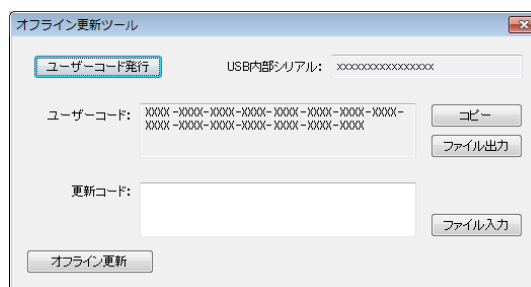 オフライン更新ツール
ユーザーコード発行
USB内部シリアル: xxxxxxxxxxxxxxx
ユーザーコード: XXXX-XXXX-XXXX-XXXX-XXXX-XXXX-XXXX-
XXXX-XXXX-XXXX-XXXX-XXXX-XXXX
コピー
ファイル出力
更新コード:
ファイル入力
オフライン更新